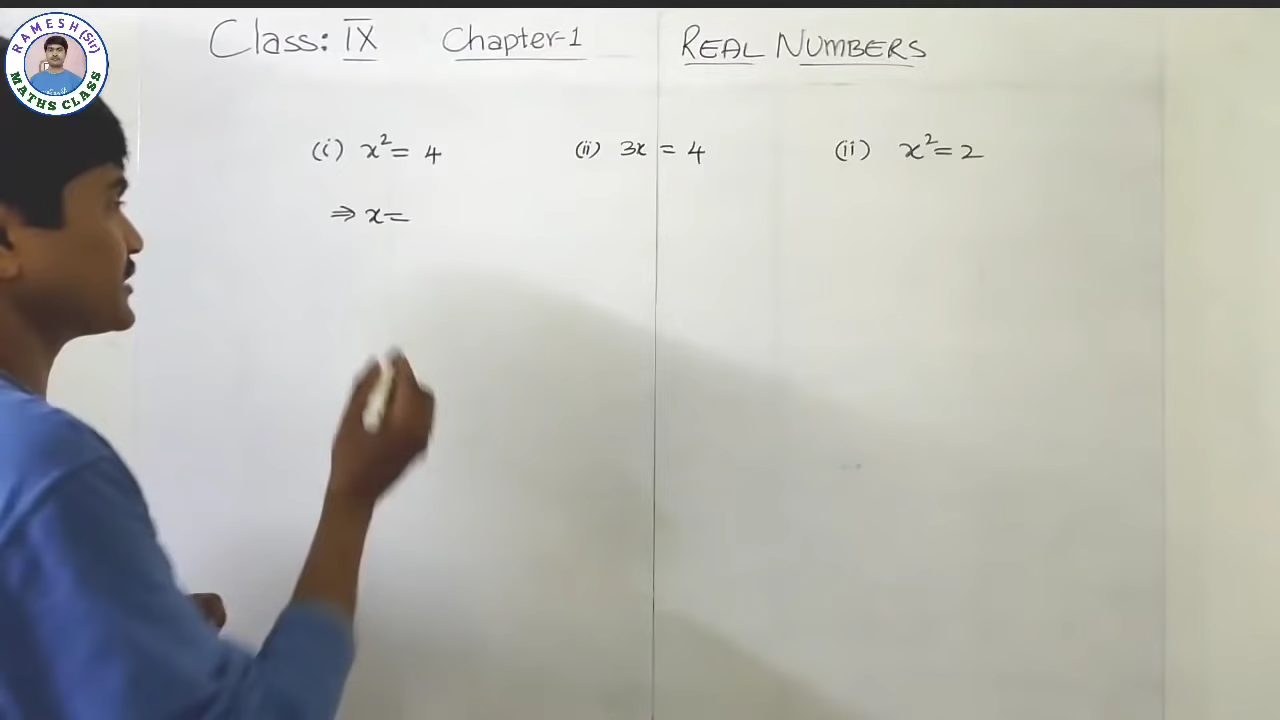 RAMESH (Sir)
MATHS CLASS
Class: IX Chapter-1 REAL NUMBERS
(i) x² = 4 (ii) 3x = 4 (ii) x² = 2
⇒ x =